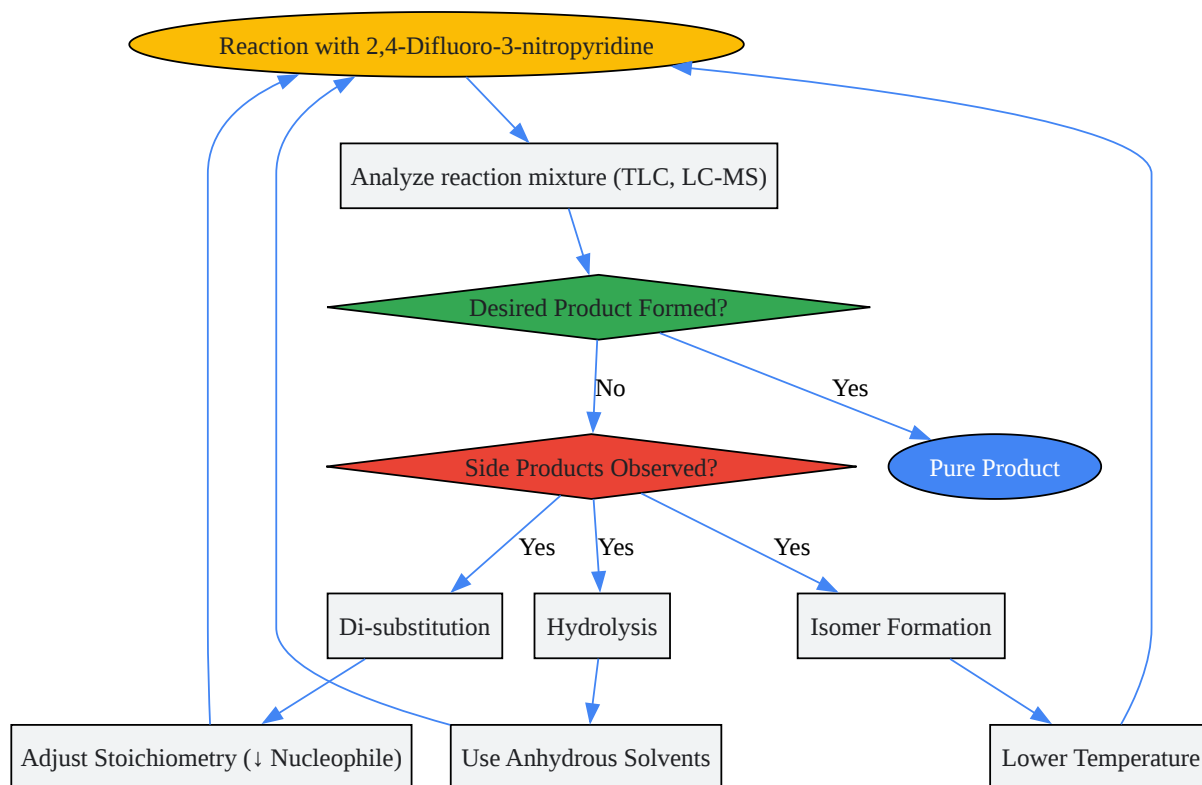 Reaction with 2,4-Difluoro-3-nitropyridine
Analyze reaction mixture (TLC, LC-MS)
Desired Product Formed?
No
Yes
Side Products Observed?
Pure Product
Yes
Yes
Yes
Di-substitution
Hydrolysis
Isomer Formation
Adjust Stoichiometry (↓ Nucleophile)
Use Anhydrous Solvents
Lower Temperature